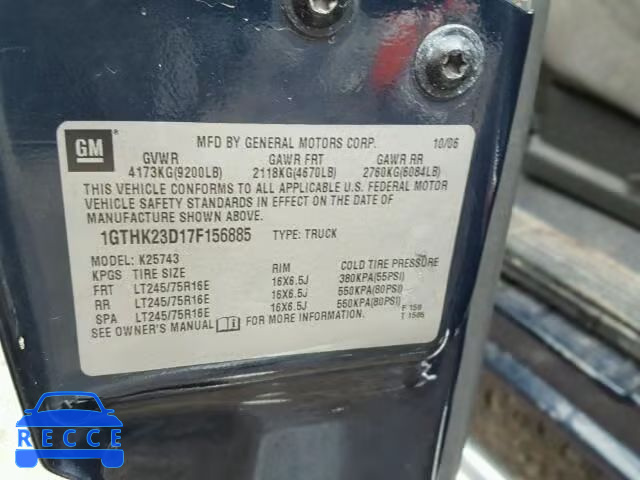 GM
MFD BY GENERAL MOTORS CORP. 10/06
GVWR GAWR FRT GAWR RR
4173KG(9200LB) 2118KG(4670LB) 2760KG(6084LB)
THIS VEHICLE CONFORMS TO ALL APPLICABLE U.S. FEDERAL MOTOR
VEHICLE SAFETY STANDARDS IN EFFECT ON THE DATE OF
MANUFACTURE SHOWN ABOVE.
1GTHK23D17F156885 TYPE: TRUCK
MODEL: K25743
KPGS TIRE SIZE RIM COLD TIRE PRESSURE
FRT LT245/75R16E 16X6.5J 380KPA(55PSI)
RR LT245/75R16E 16X6.5J 550KPA(80PSI)
SPA LT245/75R16E 16X6.5J 550KPA(80PSI)
SEE OWNER'S MANUAL FOR MORE INFORMATION. F 159
T 1505
RECCE